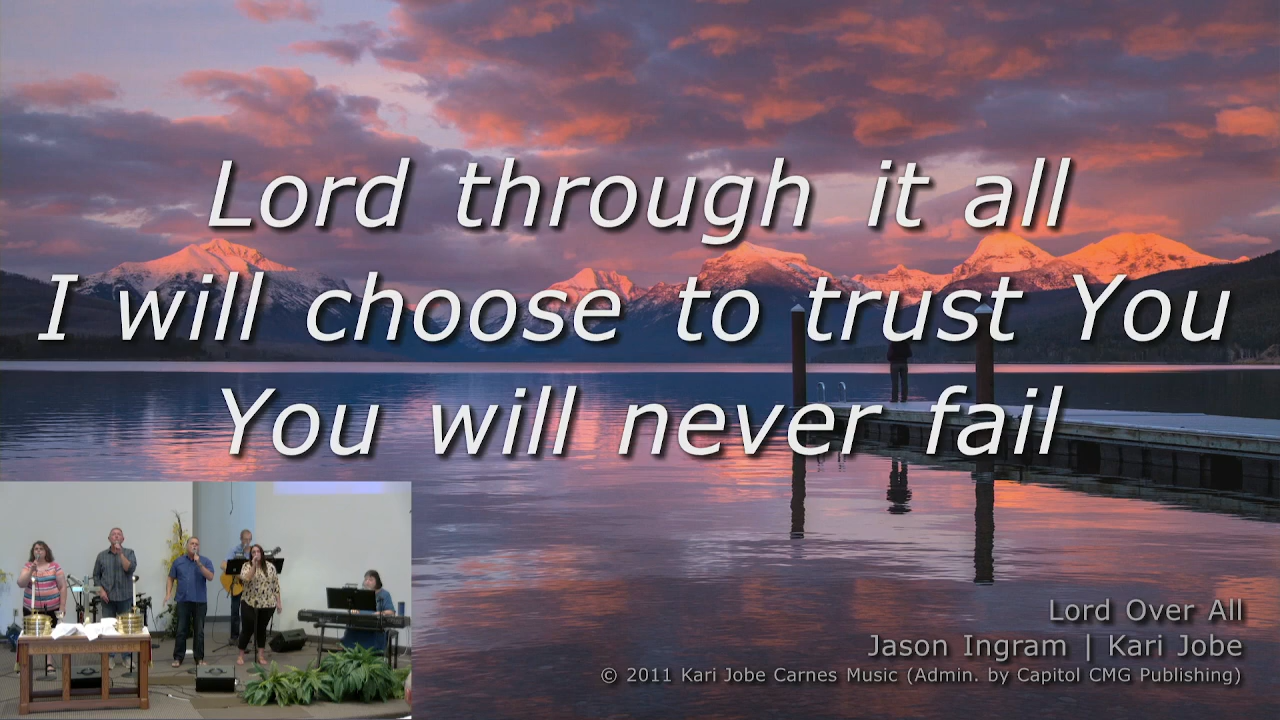 Lord through it all
I will choose to trust You
You will never fail
Lord Over All
Jason Ingram | Kari Jobe
© 2011 Kari Jobe Carnes Music (Admin. by Capitol CMG Publishing)